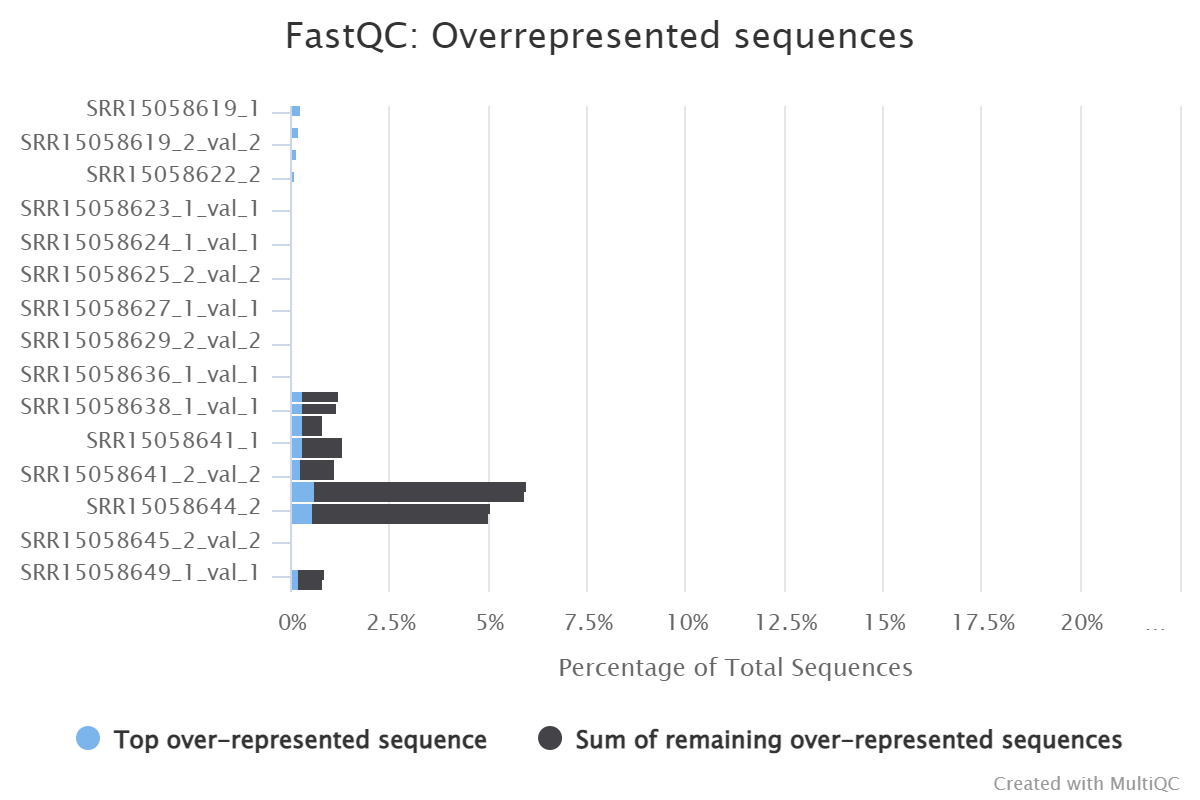 FastQC: Overrepresented sequences
SRR15058619_1
SRR15058619_2_val_2
SRR15058622_2
SRR15058623_1_val_1
SRR15058624_1_val_1
SRR15058625_2_val_2
SRR15058627_1_val_1
SRR15058629_2_val_2
SRR15058636_1_val_1
SRR15058638_1_val_1
SRR15058641_1
SRR15058641_2_val_2
SRR15058644_2
SRR15058645_2_val_2
SRR15058649_1_val_1
0% 2.5% 5% 7.5% 10% 12.5% 15% 17.5% 20% ...
Percentage of Total Sequences
Top over-represented sequence Sum of remaining over-represented sequences
Created with MultiQC